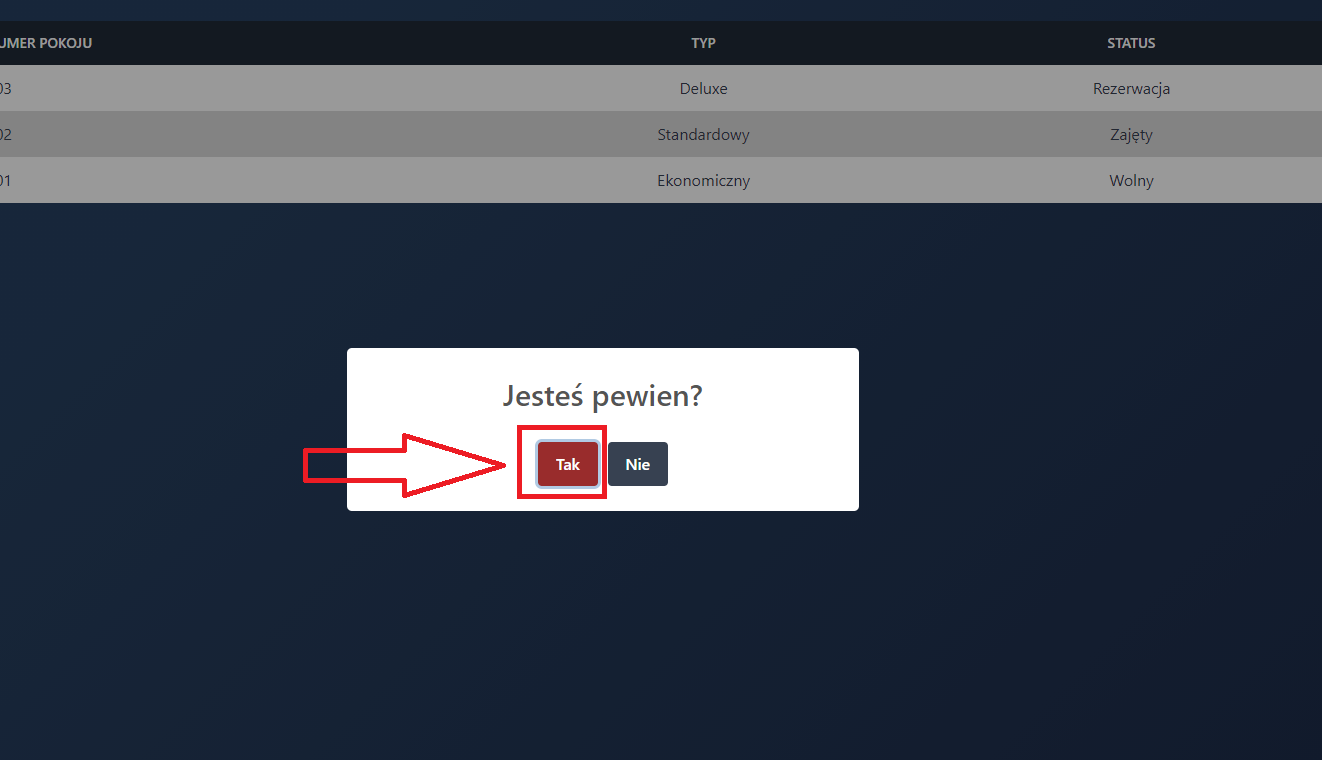 UMER POKOJU TYP STATUS
03 Deluxe Rezerwacja
02 Standardowy Zajęty
01 Ekonomiczny Wolny
Jesteś pewien?
Tak Nie